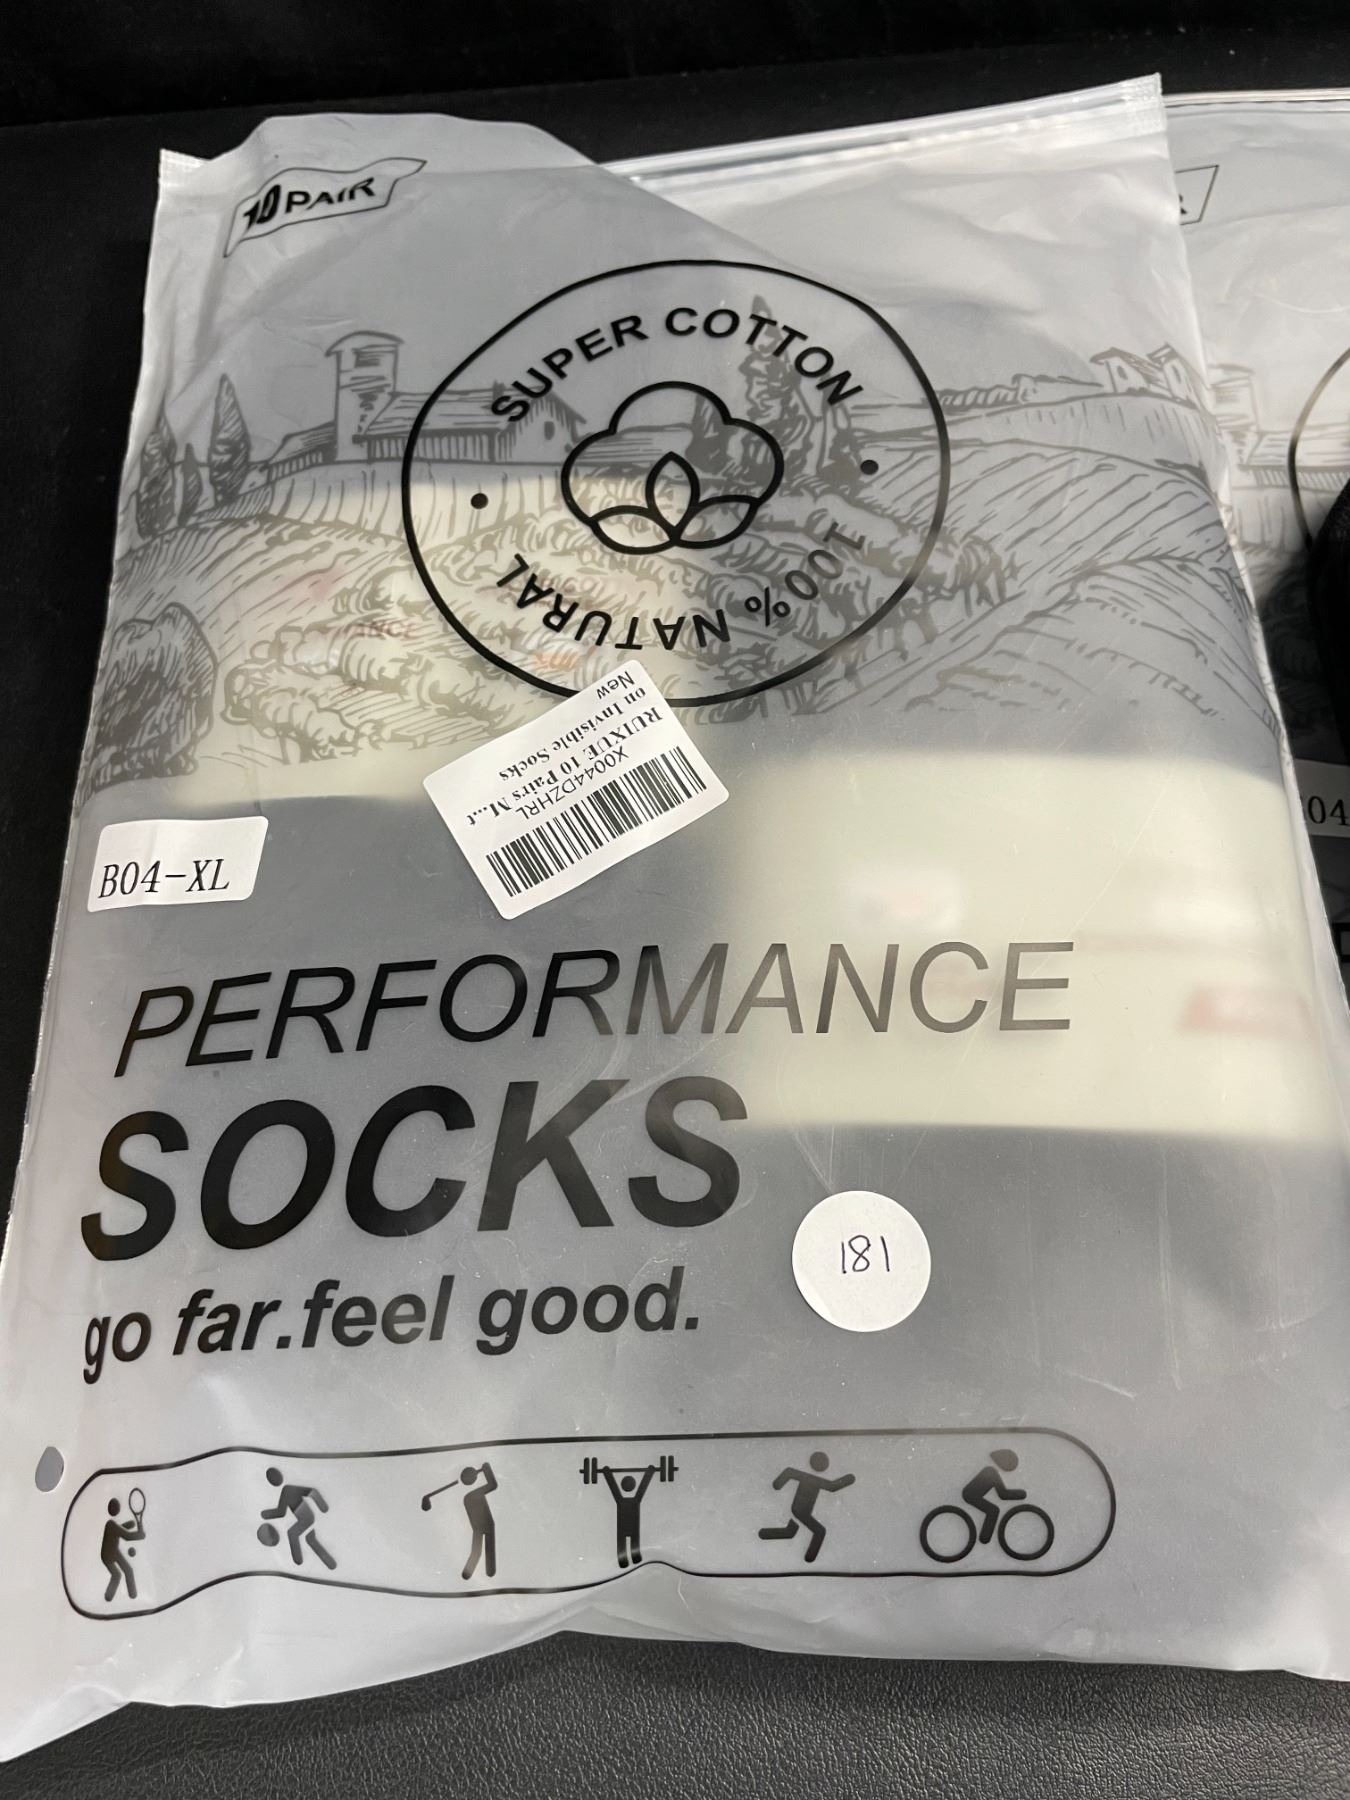 10 PAIR
SUPER COTTON
100% NATURAL
X0044DZHRL
RUIXUE 10 Pairs M...t
on Invisible Socks
New
B04-XL
04
PERFORMANCE
SOCKS
go far.feel good.
181